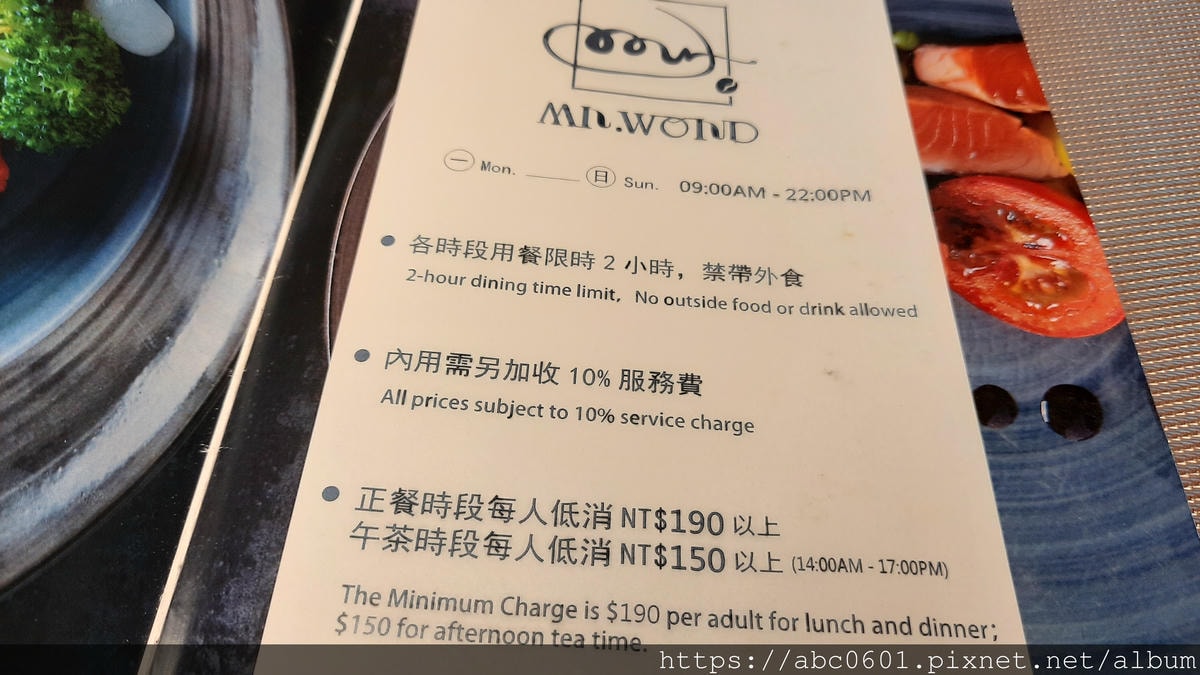 MR.WOND
㊀ Mon. ____ ㊐ Sun. 09:00AM - 22:00PM
● 各時段用餐限時 2 小時，禁帶外食
2-hour dining time limit, No outside food or drink allowed
● 內用需另加收 10% 服務費
All prices subject to 10% service charge
● 正餐時段每人低消 NT$190 以上
午茶時段每人低消 NT$150 以上 (14:00AM - 17:00PM)
The Minimum Charge is $190 per adult for lunch and dinner;
$150 for afternoon tea time.
https://abc0601.pixnet.net/album